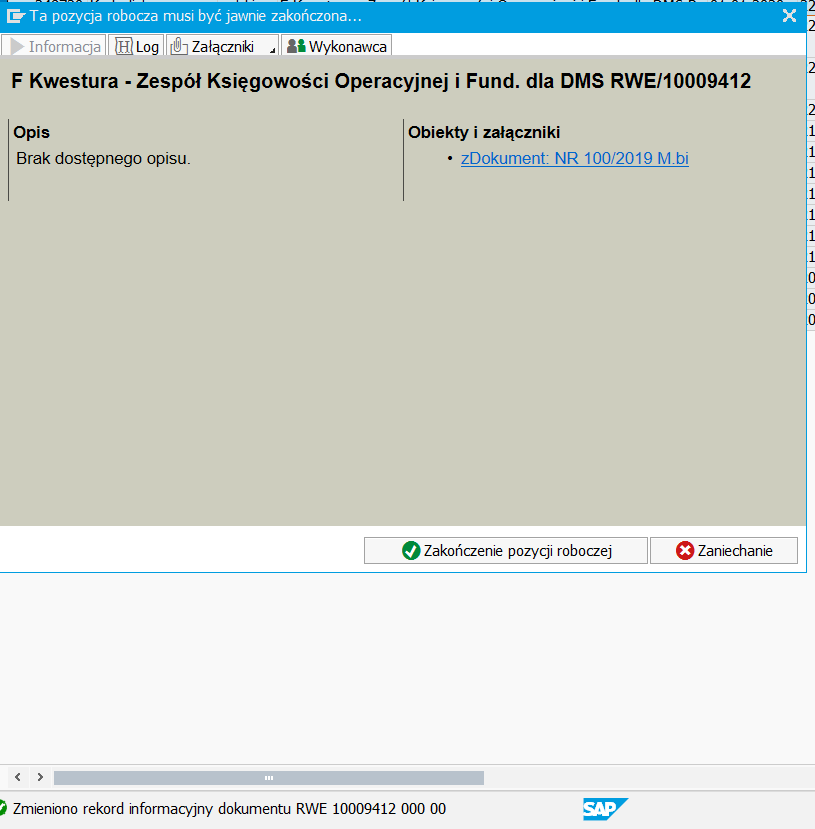 Ta pozycja robocza musi być jawnie zakończona...
Informacja Log Załączniki Wykonawca
F Kwestura - Zespół Księgowości Operacyjnej i Fund. dla DMS RWE/10009412
Opis
Brak dostępnego opisu.
Obiekty i załączniki
• zDokument: NR 100/2019 M.bi
Zakończenie pozycji roboczej Zaniechanie
Zmieniono rekord informacyjny dokumentu RWE 10009412 000 00
SAP